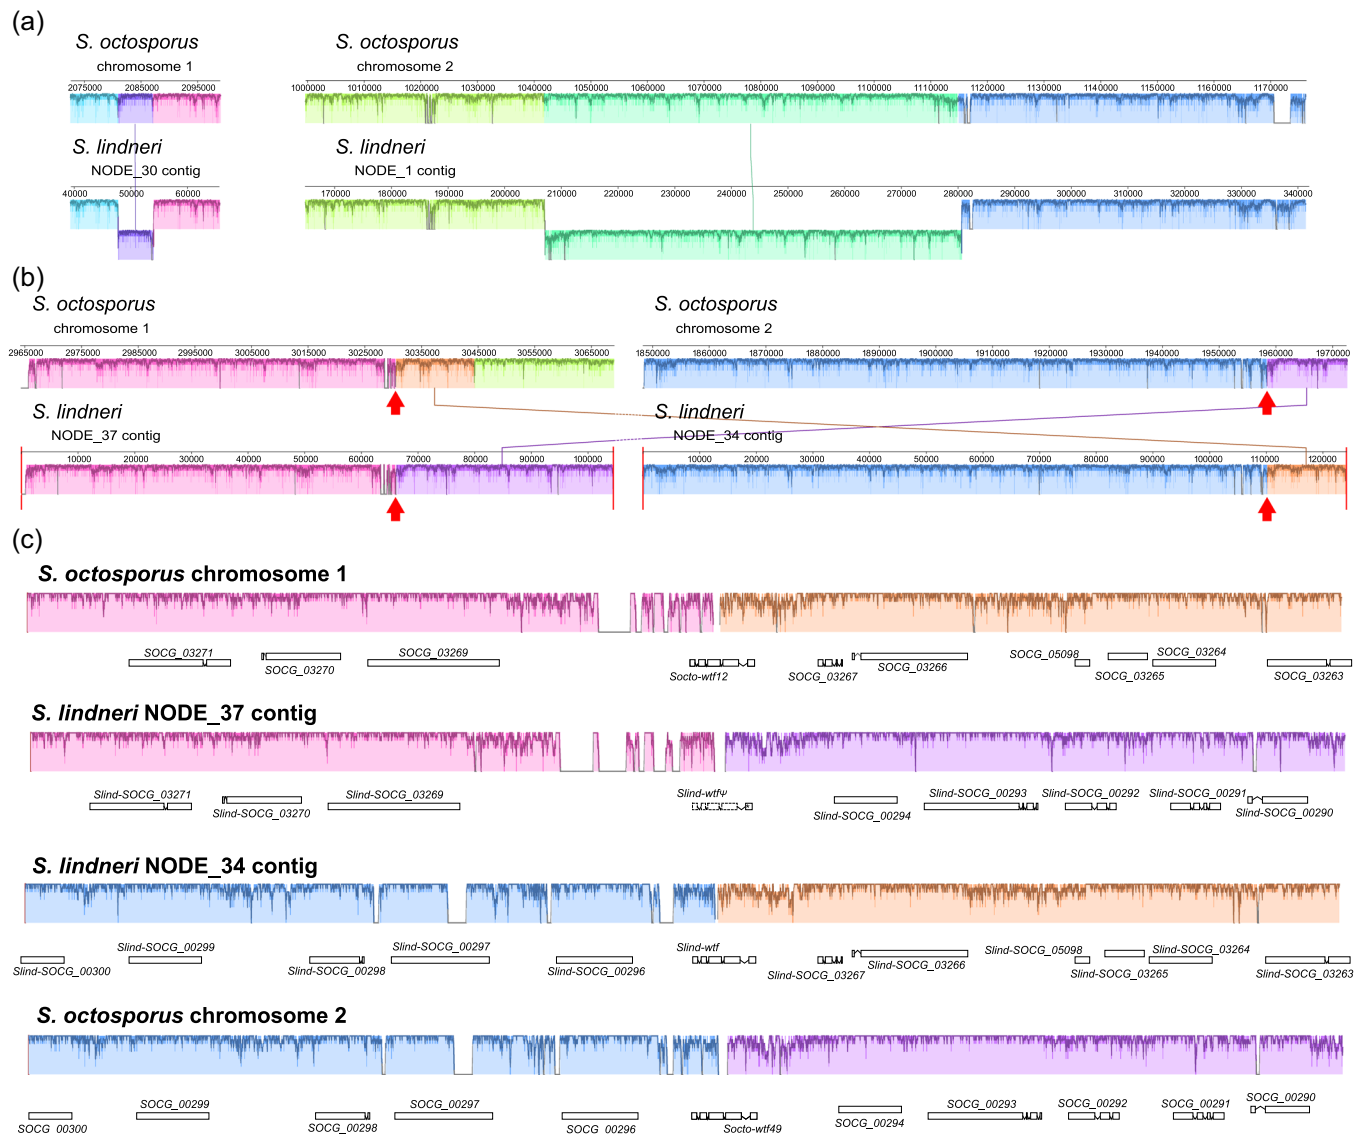 (a)
S. octosporus S. octosporus
chromosome 1 chromosome 2
2075000 2085000 2095000 1000000 1010000 1020000 1030000 1040000 1050000 1060000 1070000 1080000 1090000 1100000 1110000 1120000 1130000 1140000 1150000 1160000 1170000
S. lindneri S. lindneri
NODE_30 contig NODE_1 contig
40000 50000 60000 170000 180000 190000 200000 210000 220000 230000 240000 250000 260000 270000 280000 290000 300000 310000 320000 330000 340000
(b)
S. octosporus S. octosporus
chromosome 1 chromosome 2
2965000 2975000 2985000 2995000 3005000 3015000 3025000 3035000 3045000 3055000 3065000 1850000 1860000 1870000 1880000 1890000 1900000 1910000 1920000 1930000 1940000 1950000 1960000 1970000
S. lindneri S. lindneri
NODE_37 contig NODE_34 contig
10000 20000 30000 40000 50000 60000 70000 80000 90000 100000 10000 20000 30000 40000 50000 60000 70000 80000 90000 100000 110000 120000
(c)
S. octosporus chromosome 1
SOCG_03271 SOCG_03270 SOCG_03269 Socto-wtf12 SOCG_03267 SOCG_03266 SOCG_05098 SOCG_03265 SOCG_03264 SOCG_03263
S. lindneri NODE_37 contig
Slind-SOCG_03271 Slind-SOCG_03270 Slind-SOCG_03269 Slind-wtfΨ Slind-SOCG_00294 Slind-SOCG_00293 Slind-SOCG_00292 Slind-SOCG_00291 Slind-SOCG_00290
S. lindneri NODE_34 contig
Slind-SOCG_00300 Slind-SOCG_00299 Slind-SOCG_00298 Slind-SOCG_00297 Slind-SOCG_00296 Slind-wtf Slind-SOCG_03267 Slind-SOCG_03266 Slind-SOCG_05098 Slind-SOCG_03265 Slind-SOCG_03264 Slind-SOCG_03263
S. octosporus chromosome 2
SOCG_00300 SOCG_00299 SOCG_00298 SOCG_00297 SOCG_00296 Socto-wtf49 SOCG_00294 SOCG_00293 SOCG_00292 SOCG_00291 SOCG_00290